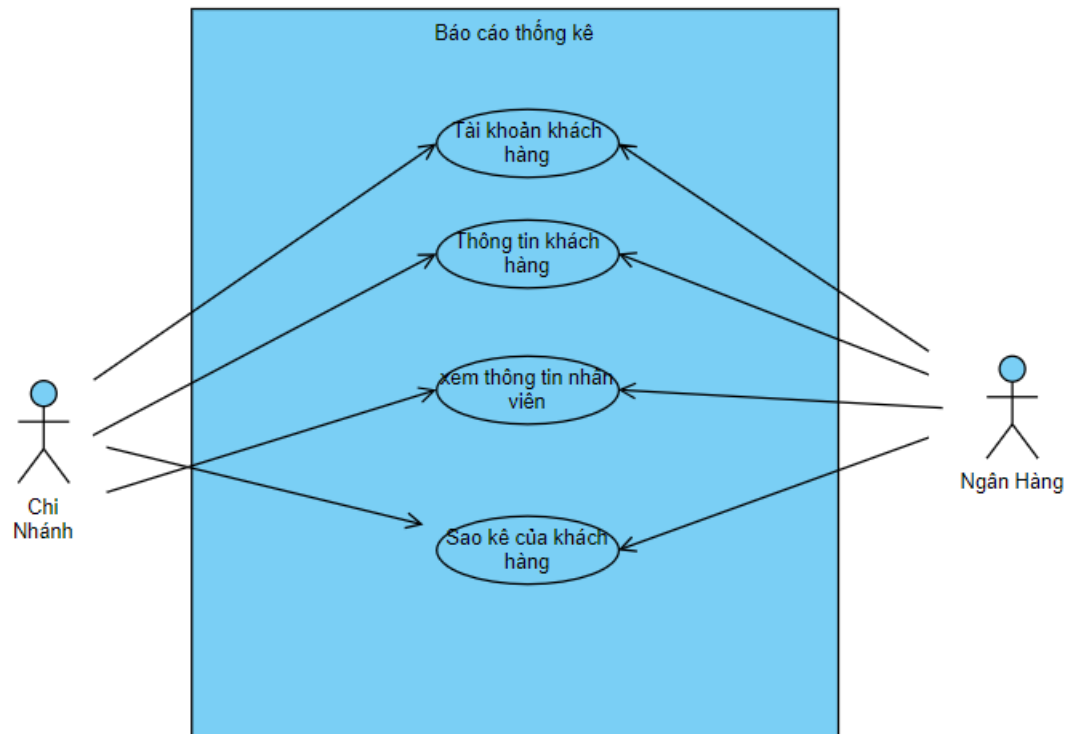 Báo cáo thống kê
Tài khoản khách
hàng
Thông tin khách
hàng
xem thông tin nhân
viên
Sao kê của khách
hàng
Chi
Nhánh
Ngân Hàng